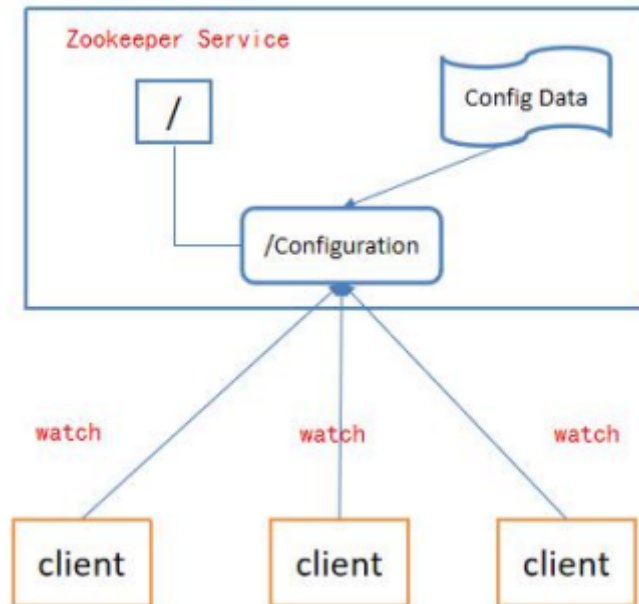 Zookeeper Service
/
Config Data
/Configuration
watch
watch
watch
client
client
client